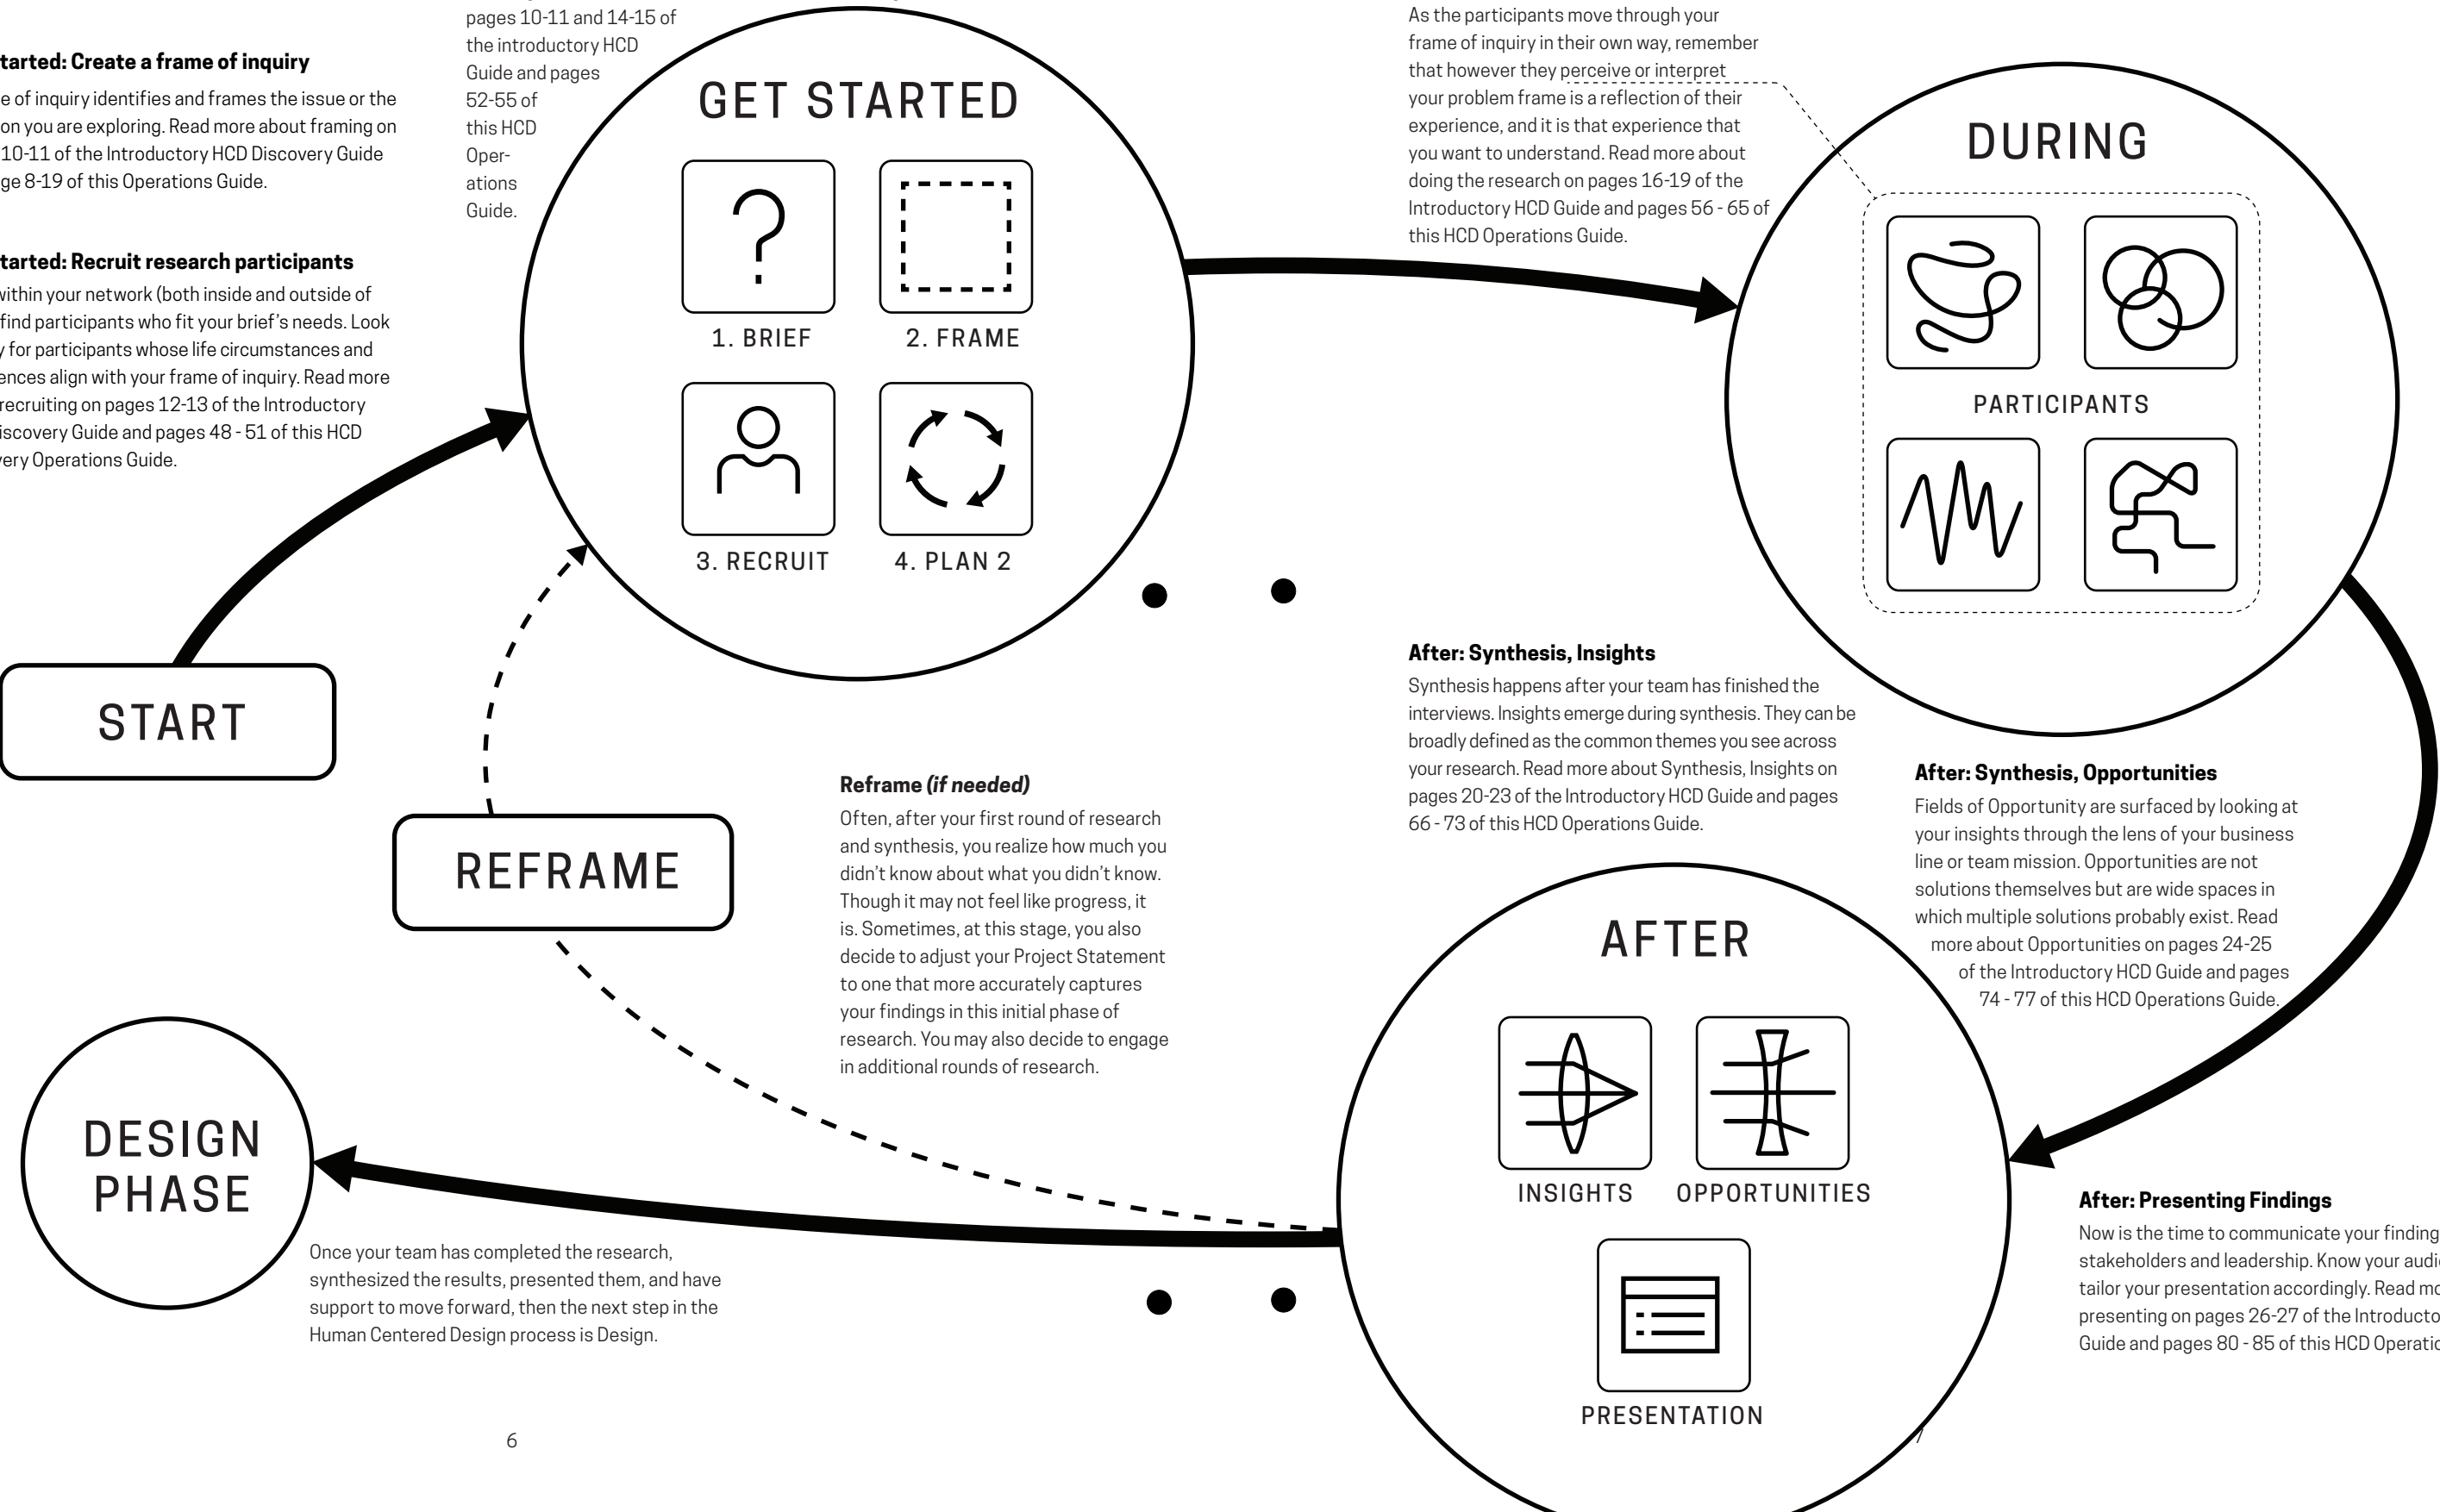 tarted: Create a frame of inquiry
e of inquiry identifies and frames the issue or the
on you are exploring. Read more about framing on
10-11 of the Introductory HCD Discovery Guide
ge 8-19 of this Operations Guide.
tarted: Recruit research participants
within your network (both inside and outside of
find participants who fit your brief's needs. Look
y for participants whose life circumstances and
ences align with your frame of inquiry. Read more
recruiting on pages 12-13 of the Introductory
iscovery Guide and pages 48 - 51 of this HCD
very Operations Guide.
pages 10-11 and 14-15 of
the introductory HCD
Guide and pages
52-55 of
this HCD
Oper-
ations
Guide.
GET STARTED
1. BRIEF
2. FRAME
3. RECRUIT
4. PLAN 2
As the participants move through your
frame of inquiry in their own way, remember
that however they perceive or interpret
your problem frame is a reflection of their
experience, and it is that experience that
you want to understand. Read more about
doing the research on pages 16-19 of the
Introductory HCD Guide and pages 56 - 65 of
this HCD Operations Guide.
DURING
PARTICIPANTS
START
REFRAME
Reframe (if needed)
Often, after your first round of research
and synthesis, you realize how much you
didn't know about what you didn't know.
Though it may not feel like progress, it
is. Sometimes, at this stage, you also
decide to adjust your Project Statement
to one that more accurately captures
your findings in this initial phase of
research. You may also decide to engage
in additional rounds of research.
After: Synthesis, Insights
Synthesis happens after your team has finished the
interviews. Insights emerge during synthesis. They can be
broadly defined as the common themes you see across
your research. Read more about Synthesis, Insights on
pages 20-23 of the Introductory HCD Guide and pages
66 - 73 of this HCD Operations Guide.
After: Synthesis, Opportunities
Fields of Opportunity are surfaced by looking at
your insights through the lens of your business
line or team mission. Opportunities are not
solutions themselves but are wide spaces in
which multiple solutions probably exist. Read
more about Opportunities on pages 24-25
of the Introductory HCD Guide and pages
74 - 77 of this HCD Operations Guide.
AFTER
INSIGHTS
OPPORTUNITIES
PRESENTATION
After: Presenting Findings
Now is the time to communicate your finding
stakeholders and leadership. Know your audi
tailor your presentation accordingly. Read mo
presenting on pages 26-27 of the Introducto
Guide and pages 80 - 85 of this HCD Operatio
DESIGN
PHASE
Once your team has completed the research,
synthesized the results, presented them, and have
support to move forward, then the next step in the
Human Centered Design process is Design.
6
7